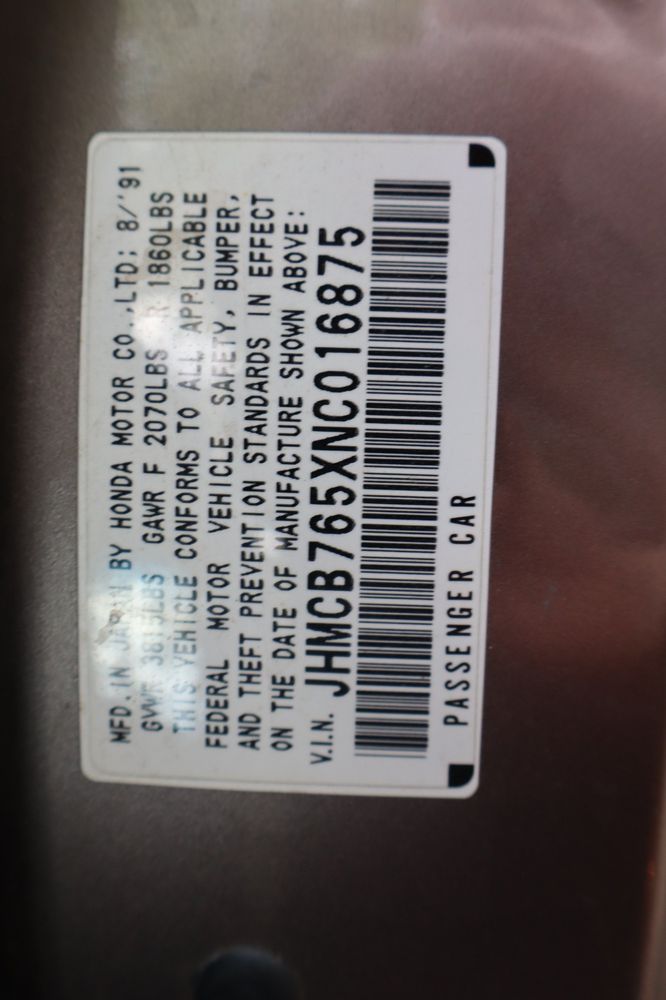 MFD. IN JAPAN BY HONDA MOTOR CO.,LTD; 8/'91
GVWR 3815LBS GAWR F 2070LBS R 1860LBS
THIS VEHICLE CONFORMS TO ALL APPLICABLE
FEDERAL MOTOR VEHICLE SAFETY, BUMPER,
AND THEFT PREVENTION STANDARDS IN EFFECT
ON THE DATE OF MANUFACTURE SHOWN ABOVE:
V.I.N. JHMCB765XNC016875
PASSENGER CAR